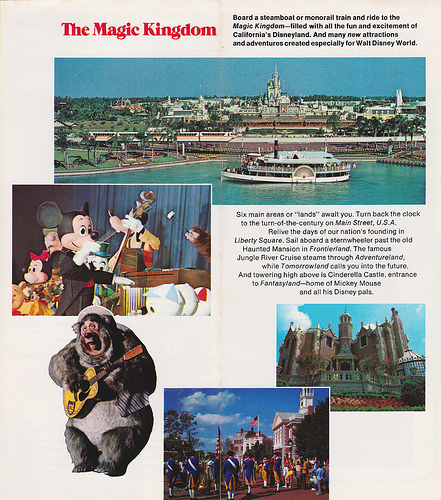 The Magic Kingdom
Board a steamboat or monorail train and ride to the
Magic Kingdom—filled with all the fun and excitement of
California's Disneyland. And many new attractions
and adventures created especially for Walt Disney World.
Six main areas or "lands" await you. Turn back the clock
to the turn-of-the-century on Main Street, U.S.A.
Relive the days of our nation's founding in
Liberty Square. Sail aboard a sternwheeler past the old
Haunted Mansion in Frontierland. The famous
Jungle River Cruise steams through Adventureland,
while Tomorrowland calls you into the future.
And towering high above is Cinderella Castle, entrance
to Fantasyland—home of Mickey Mouse
and all his Disney pals.